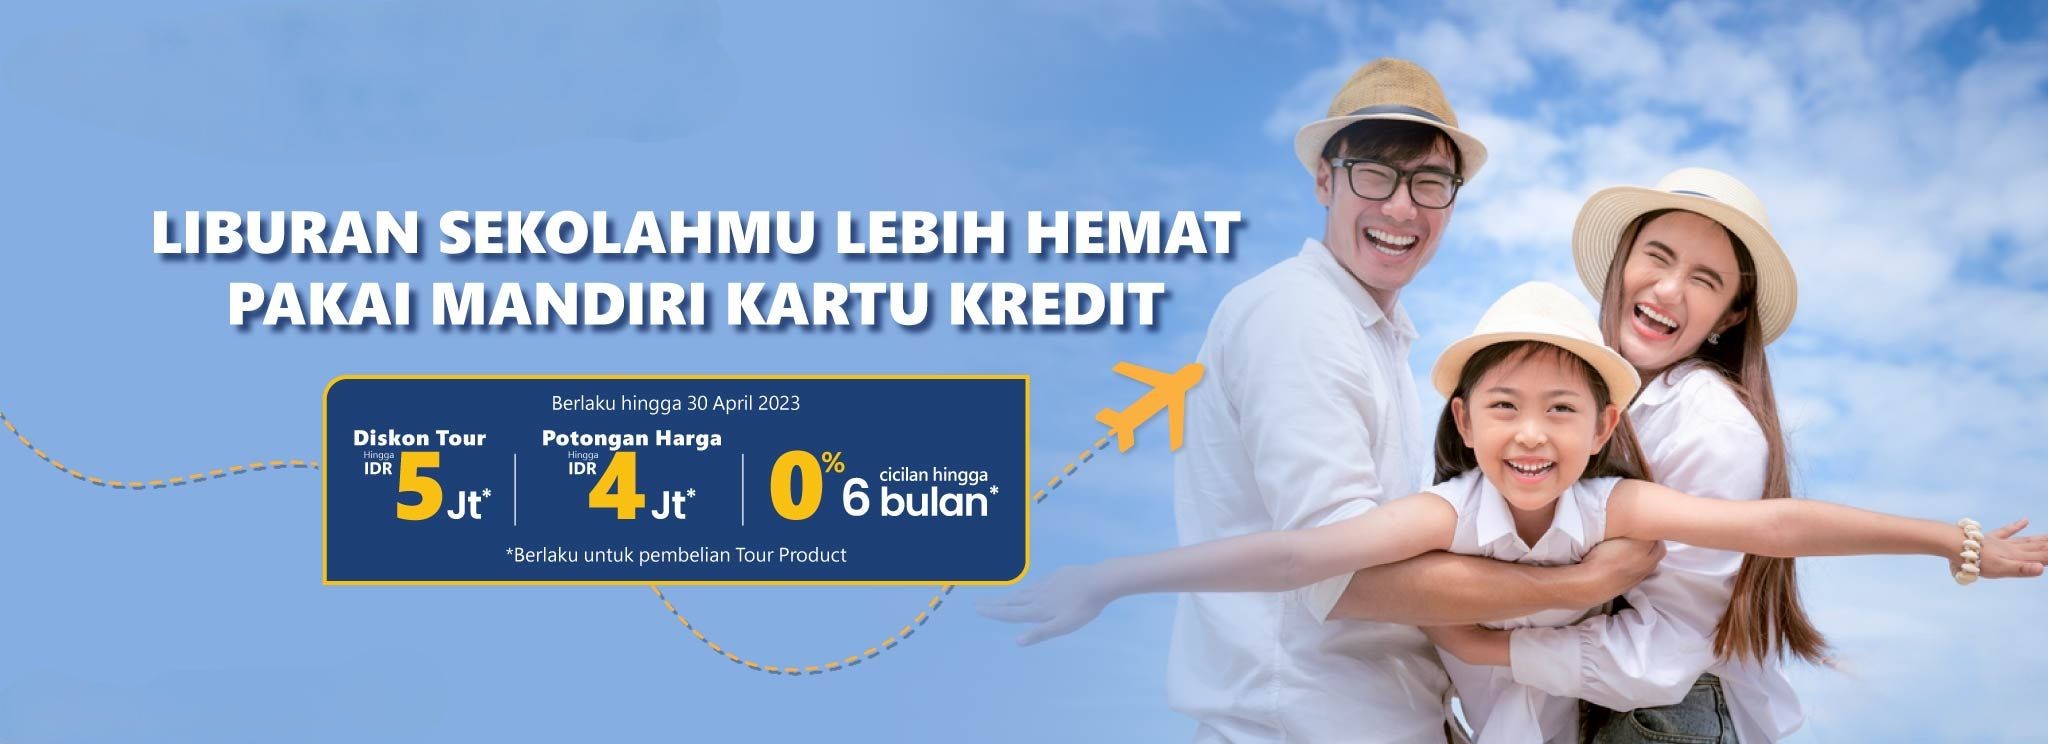 LIBURAN SEKOLAHMU LEBIH HEMAT
PAKAI MANDIRI KARTU KREDIT
Berlaku hingga 30 April 2023
Diskon Tour
Hingga
IDR 5 Jt*
Potongan Harga
Hingga
IDR 4 Jt*
0% cicilan hingga
6 bulan*
*Berlaku untuk pembelian Tour Product